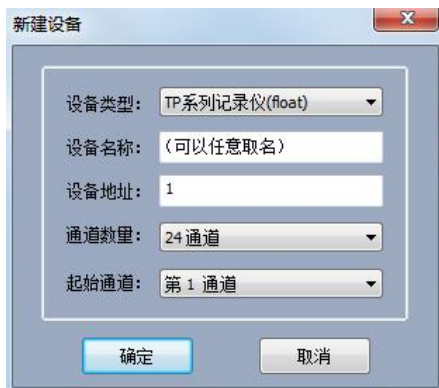 新建设备
设备类型： TP系列记录仪(float)
设备名称： （可以任意取名）
设备地址： 1
通道数量： 24通道
起始通道： 第 1 通道
确定 取消